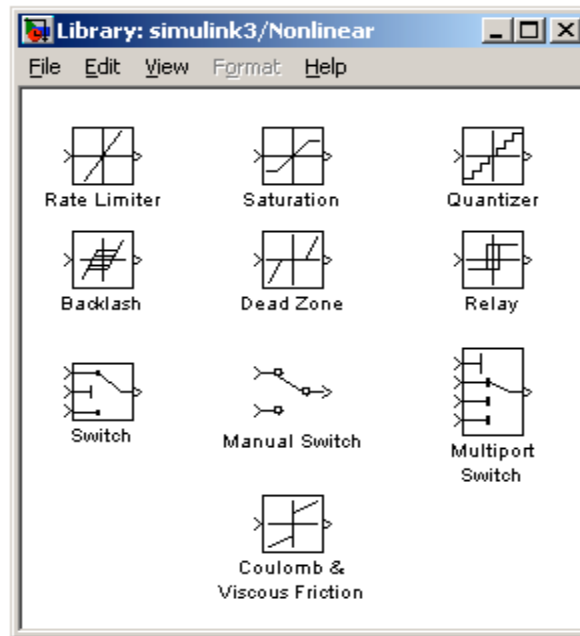 Library: simulink3/Nonlinear
File Edit View Format Help
Rate Limiter Saturation Quantizer
Backlash Dead Zone Relay
Switch Manual Switch Multiport
Switch
Coulomb &
Viscous Friction